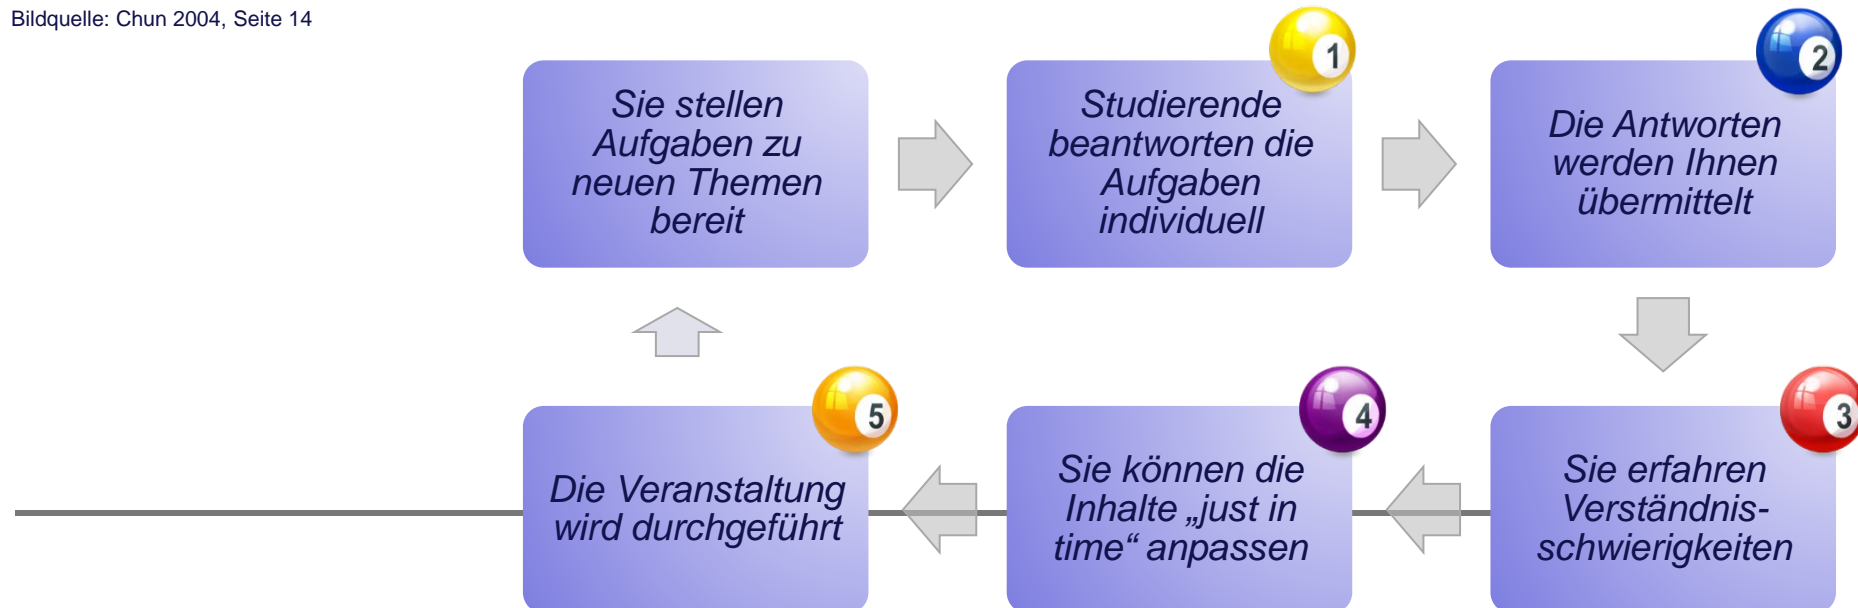 Bildquelle: Chun 2004, Seite 14
Sie stellen
Aufgaben zu
neuen Themen
bereit
1
Studierende
beantworten die
Aufgaben
individuell
2
Die Antworten
werden Ihnen
übermittelt
3
Sie erfahren
Verständnis-
schwierigkeiten
4
Sie können die
Inhalte „just in
time“ anpassen
5
Die Veranstaltung
wird durchgeführt